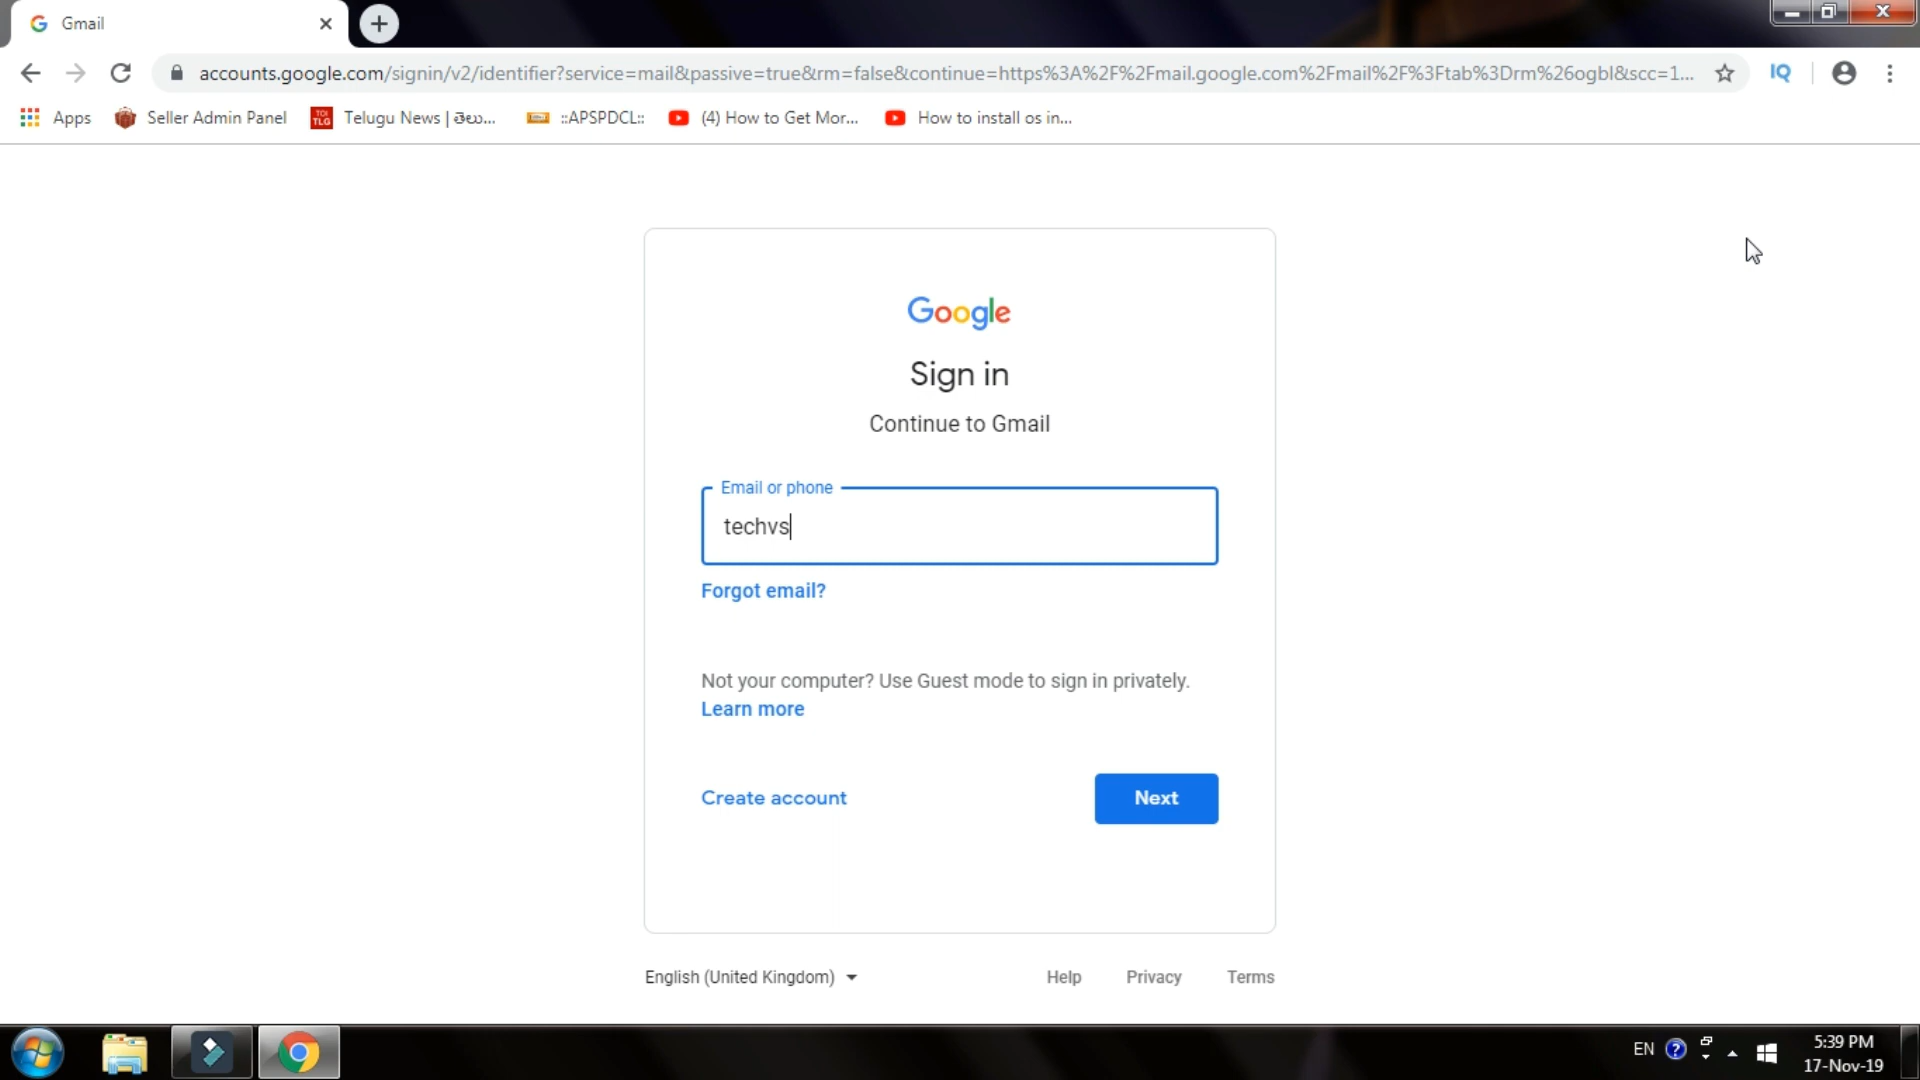 Gmail
accounts.google.com/signin/v2/identifier?service=mail&passive=true&rm=false&continue=https%3A%2F%2Fmail.google.com%2Fmail%2F%3Ftab%3Drm%26ogbl&scc=1...
IQ
Apps
Seller Admin Panel
TOI
TLG
Telugu News | తెలు...
::APSPDCL::
(4) How to Get Mor...
How to install os in...
Google
Sign in
Continue to Gmail
Email or phone
techvs
Forgot email?
Not your computer? Use Guest mode to sign in privately.
Learn more
Create account
Next
English (United Kingdom)
Help
Privacy
Terms
EN
5:39 PM
17-Nov-19